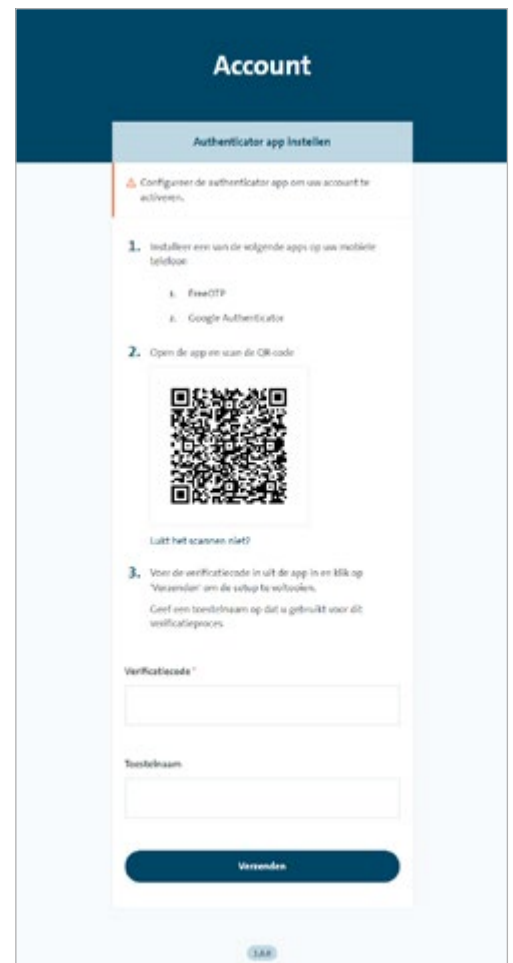 Account
Authenticator app instellen
Configureer de authenticator app om uw account te
activeren.
1. Installeer een van de volgende apps op uw mobiele
telefoon:
1. FreeOTP
2. Google Authenticator
2. Open de app en scan de QR-code
Lukt het scannen niet?
3. Voer de verificatiecode in uit de app in en klik op
'Verzenden' om de setup te voltooien.
Geef een toestelnaam op dat u gebruikt voor dit
verificatieproces.
Verificatiecode *
Toestelnaam
Verzenden